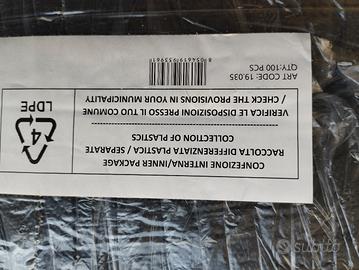 CONFEZIONE INTERNA/INNER PACKAGE
RACCOLTA DIFFERENZIATA PLASTICA / SEPARATE
COLLECTION OF PLASTICS
VERIFICA LE DISPOSIZIONI PRESSO IL TUO COMUNE
/ CHECK THE PROVISIONS IN YOUR MUNICIPALITY
4
LDPE
ART CODE: 19.035
QTY:100 PCS
subito